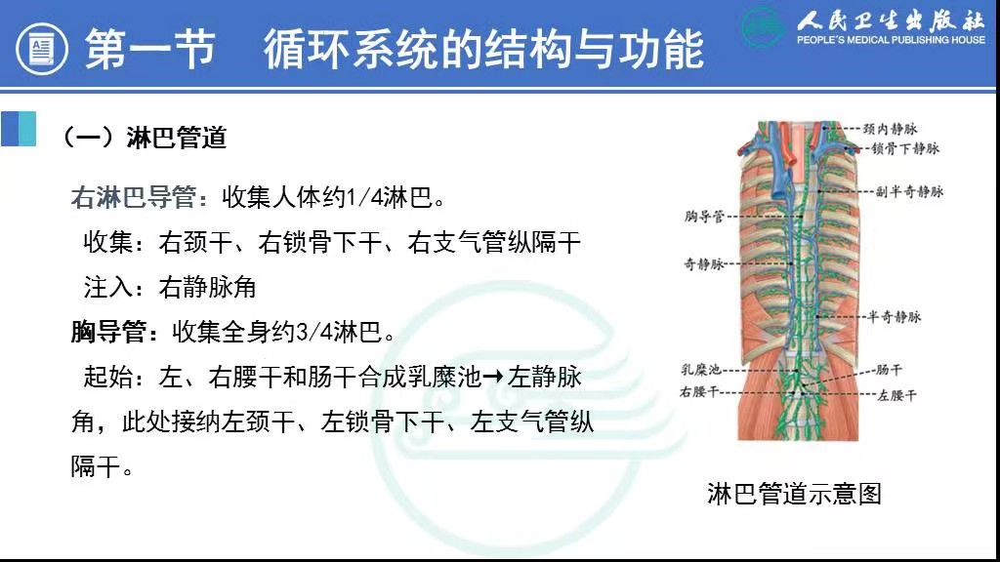 第一节 循环系统的结构与功能
人民卫生出版社
PEOPLE'S MEDICAL PUBLISHING HOUSE
（一）淋巴管道
右淋巴导管：收集人体约1/4淋巴。
收集：右颈干、右锁骨下干、右支气管纵隔干
注入：右静脉角
胸导管：收集全身约3/4淋巴。
起始：左、右腰干和肠干合成乳糜池→左静脉
角，此处接纳左颈干、左锁骨下干、左支气管纵
隔干。
颈内静脉
锁骨下静脉
副半奇静脉
胸导管
奇静脉
半奇静脉
乳糜池
肠干
右腰干
左腰干
淋巴管道示意图